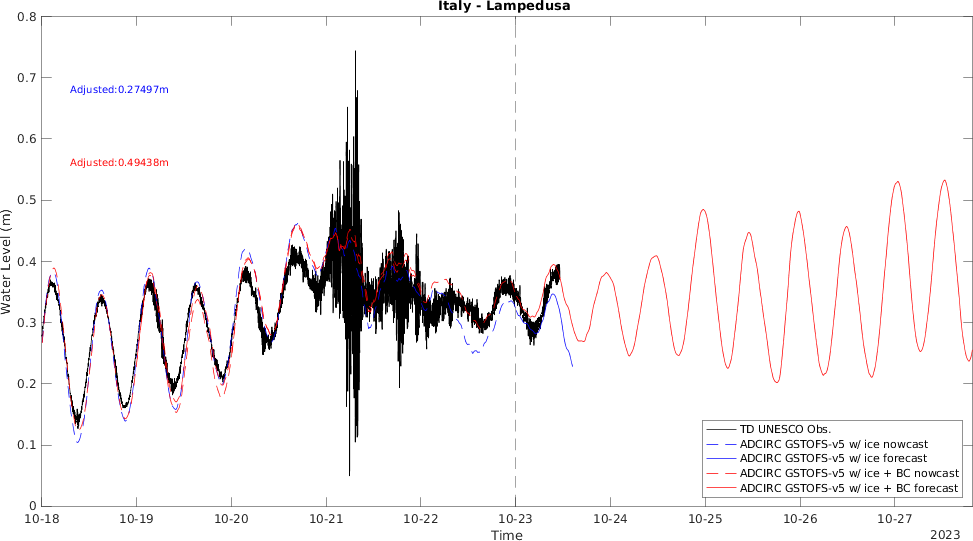 Italy - Lampedusa
0.8
0.7
0.6
0.5
0.4
0.3
0.2
0.1
0
Water Level (m)
Adjusted:0.27497m
Adjusted:0.49438m
TD UNESCO Obs.
ADCIRC GSTOFS-v5 w/ ice nowcast
ADCIRC GSTOFS-v5 w/ ice forecast
ADCIRC GSTOFS-v5 w/ ice + BC nowcast
ADCIRC GSTOFS-v5 w/ ice + BC forecast
10-18 10-19 10-20 10-21 10-22 10-23 10-24 10-25 10-26 10-27
Time
2023